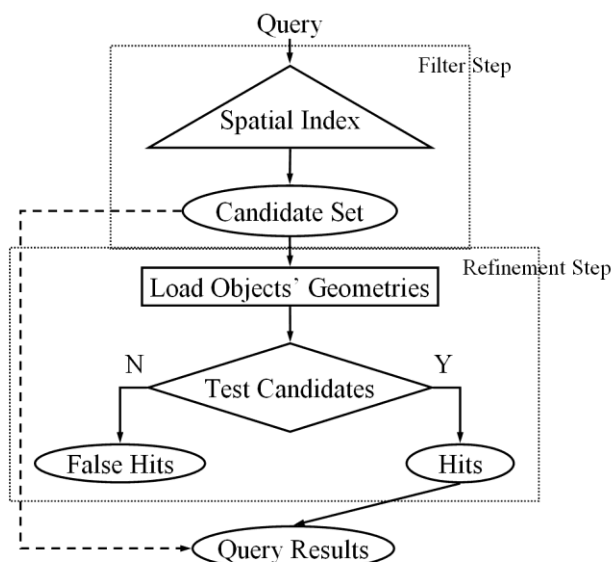 Query
Filter Step
Spatial Index
Candidate Set
Refinement Step
Load Objects’ Geometries
N
Y
Test Candidates
False Hits
Hits
Query Results